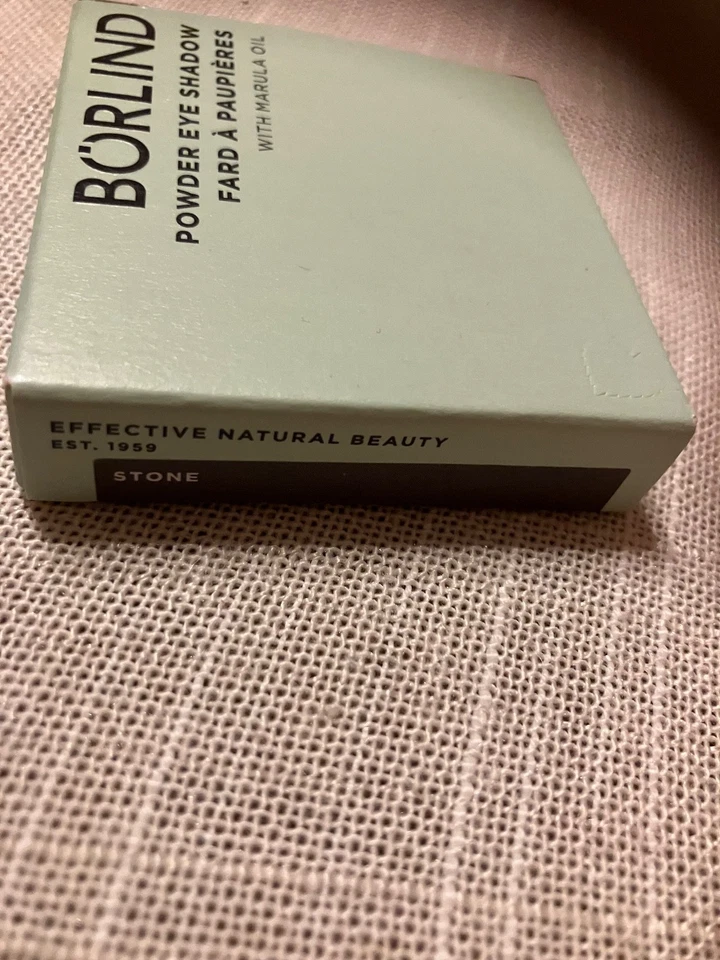 BÖRLIND
POWDER EYE SHADOW
FARD À PAUPIÈRES
WITH MARULA OIL
EFFECTIVE NATURAL BEAUTY
EST. 1959
STONE